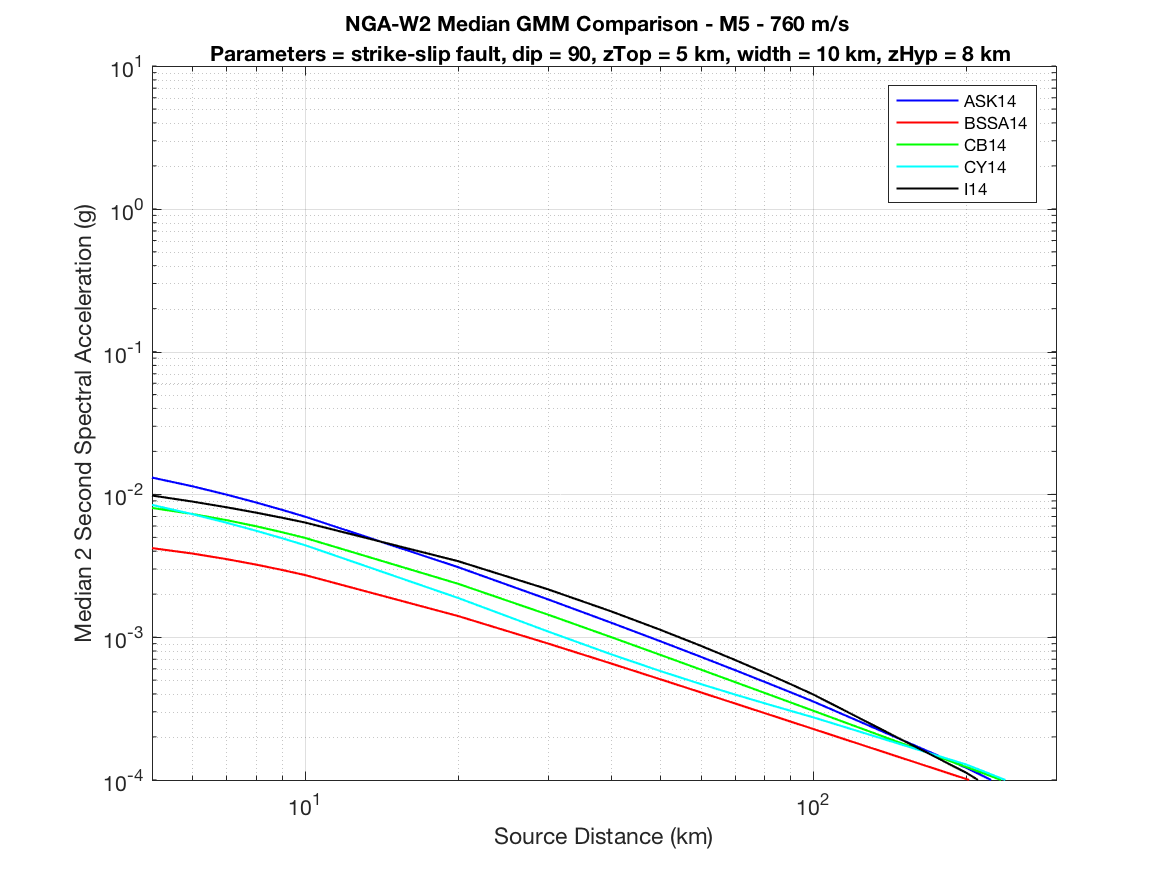 NGA-W2 Median GMM Comparison - M5 - 760 m/s
Parameters = strike-slip fault, dip = 90, zTop = 5 km, width = 10 km, zHyp = 8 km
10^1
10^0
10^-1
10^-2
10^-3
10^-4
Median 2 Second Spectral Acceleration (g)
ASK14
BSSA14
CB14
CY14
I14
10^1
10^2
Source Distance (km)